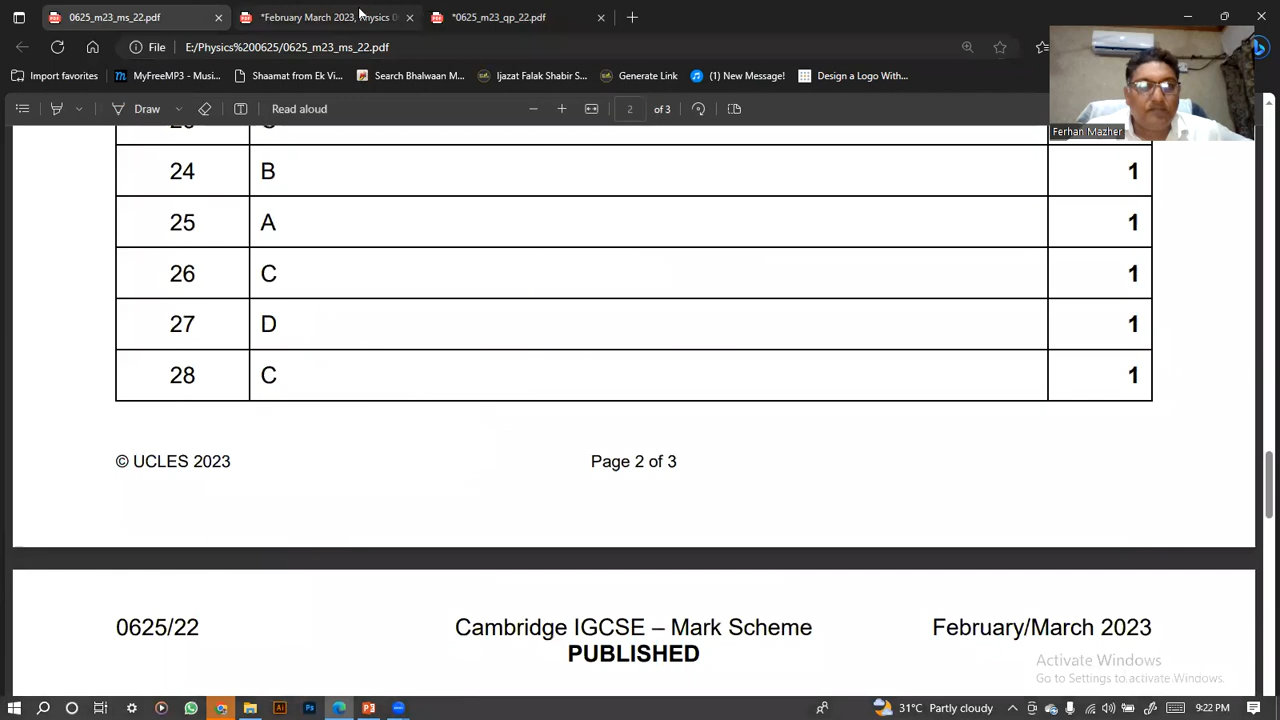 0625_m23_ms_22.pdf
*February March 2023, Physics 0
*0625_m23_qp_22.pdf
File
E:/Physics%200625/0625_m23_ms_22.pdf
Import favorites
MyFreeMP3 - Musi...
Shaamat from Ek Vi...
Search Bhalwaan M...
Ijazat Falak Shabir S...
Generate Link
(1) New Message!
Design a Logo With...
Draw
Read aloud
2 of 3
Ferhan Mazher
24 B 1
25 A 1
26 C 1
27 D 1
28 C 1
© UCLES 2023
Page 2 of 3
0625/22
Cambridge IGCSE – Mark Scheme
February/March 2023
PUBLISHED
Activate Windows
Go to Settings to activate Windows.
31°C Partly cloudy
9:22 PM